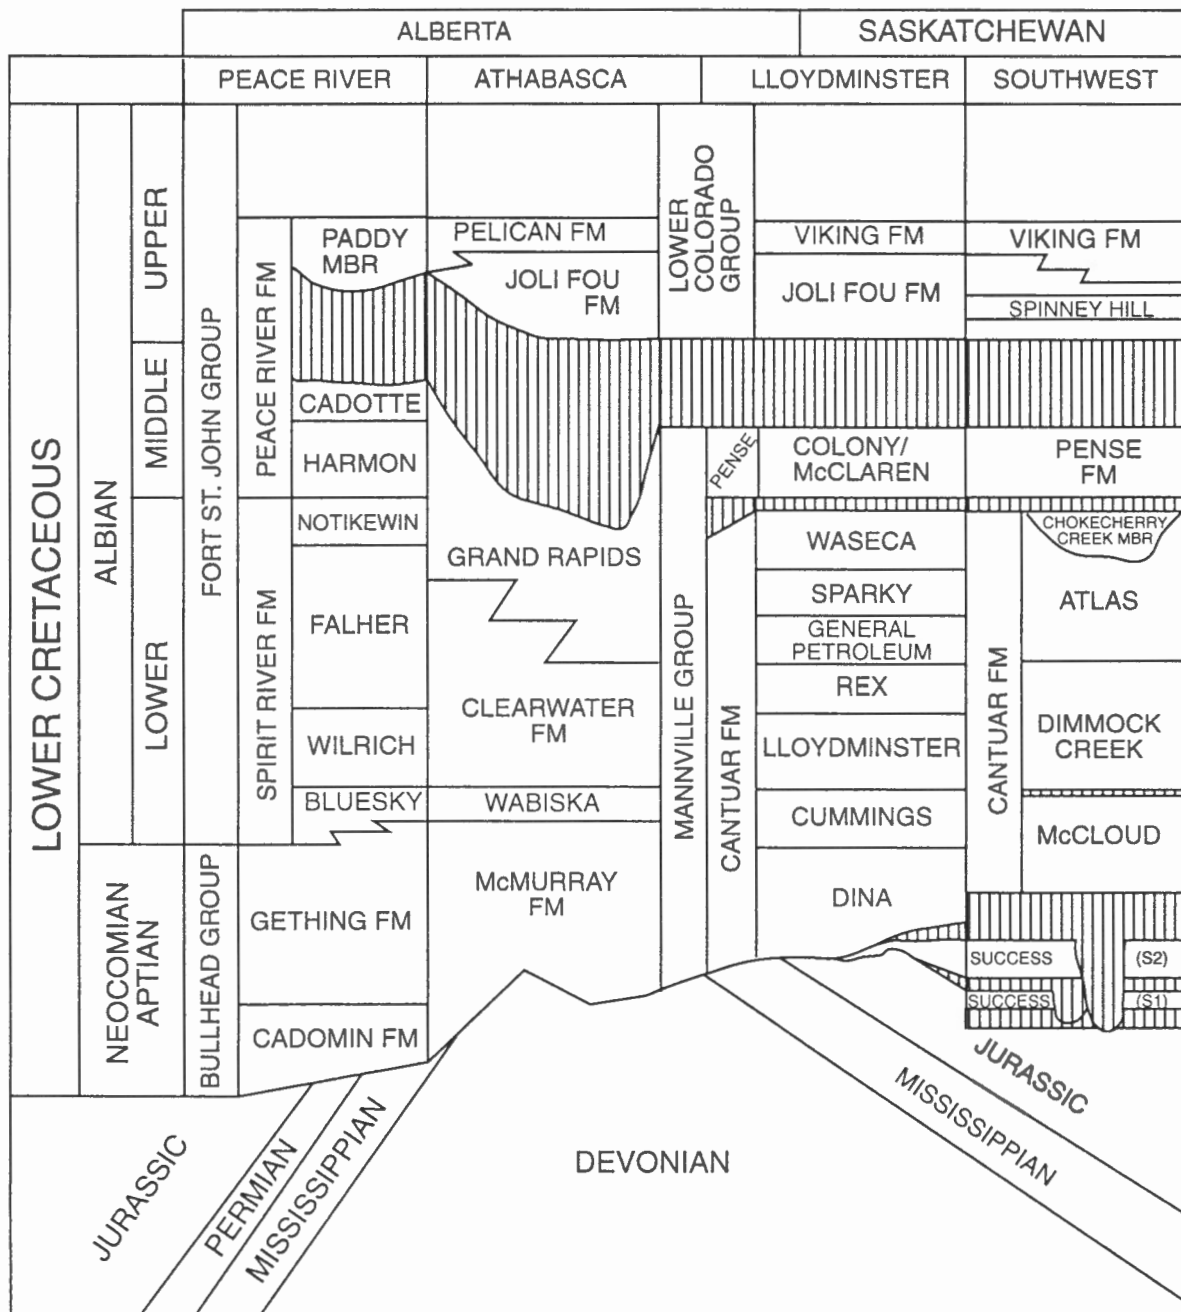 ALBERTA
SASKATCHEWAN
PEACE RIVER
ATHABASCA
LLOYDMINSTER
SOUTHWEST
LOWER CRETACEOUS
ALBIAN
UPPER
MIDDLE
LOWER
NEOCOMIAN
APTIAN
FORT ST. JOHN GROUP
BULLHEAD GROUP
PEACE RIVER FM
SPIRIT RIVER FM
PADDY
MBR
CADOTTE
HARMON
NOTIKEWIN
FALHER
WILRICH
BLUESKY
GETHING FM
CADOMIN FM
PELICAN FM
JOLI FOU
FM
GRAND RAPIDS
CLEARWATER
FM
WABISKA
McMURRAY
FM
LOWER
COLORADO
GROUP
MANNVILLE GROUP
PENSE
CANTUAR FM
VIKING FM
JOLI FOU FM
COLONY/
McCLAREN
WASECA
SPARKY
GENERAL
PETROLEUM
REX
LLOYDMINSTER
CUMMINGS
DINA
VIKING FM
SPINNEY HILL
PENSE
FM
CHOKECHERRY
CREEK MBR
CANTUAR FM
ATLAS
DIMMOCK
CREEK
McCLOUD
SUCCESS
(S2)
SUCCESS
(S1)
JURASSIC
PERMIAN
MISSISSIPPIAN
DEVONIAN
MISSISSIPPIAN
JURASSIC